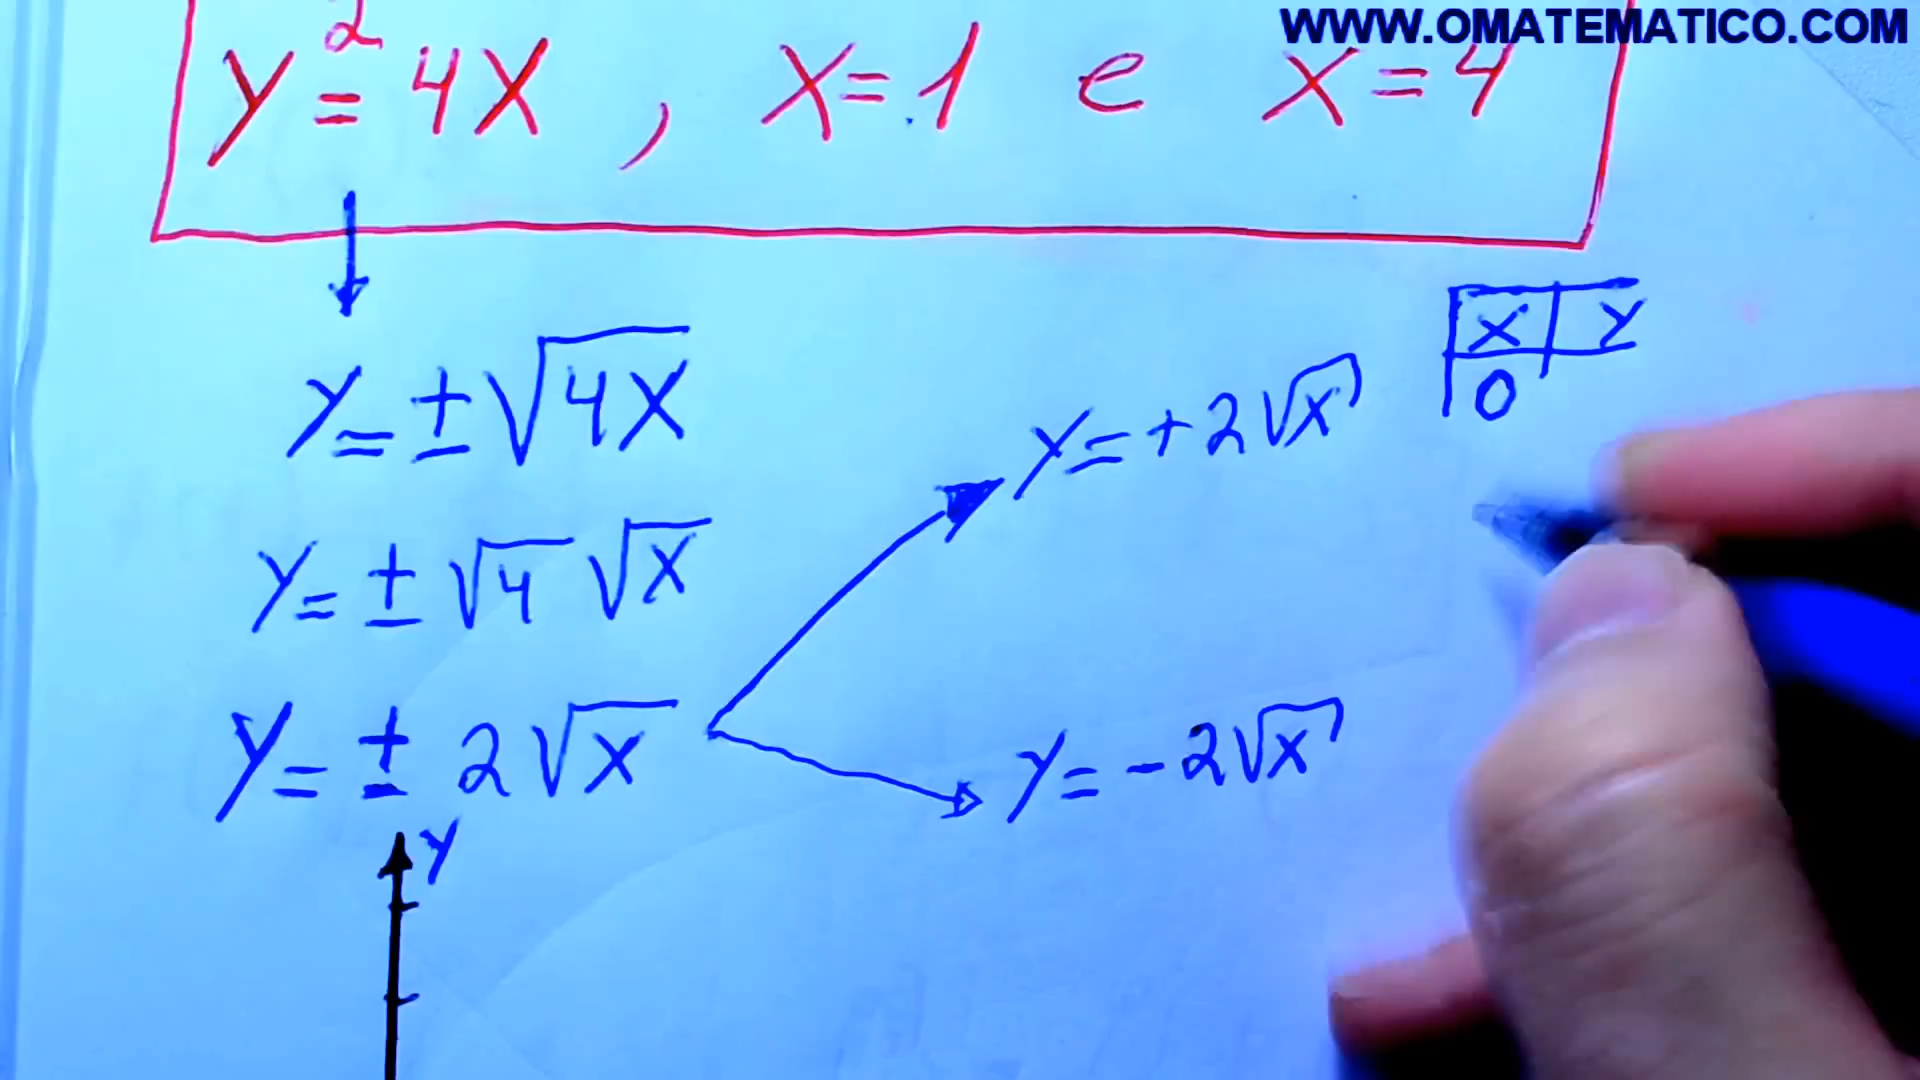 WWW.OMATEMATICO.COM
y² = 4X , X = 1 e X = 4
y = ± √4X
y = ± √4 √X
y = ± 2√X
y = + 2√X
y = - 2√X
X y
0
y